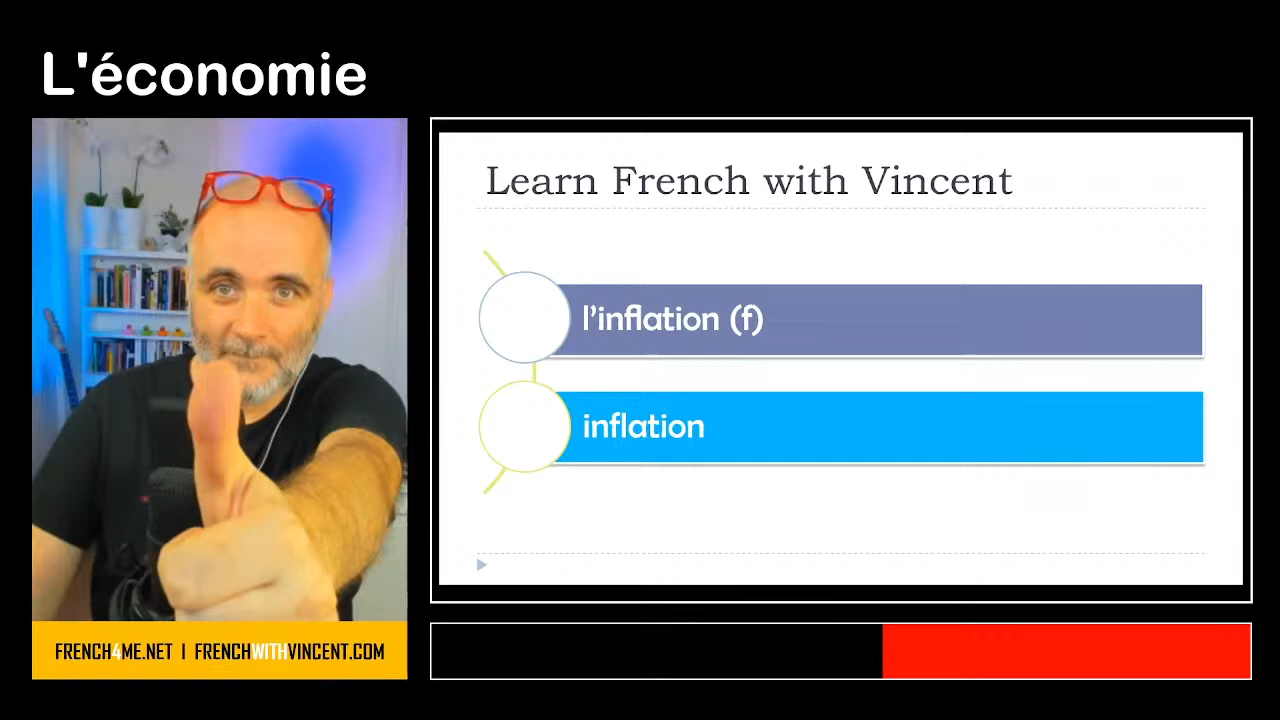 L'économie
Learn French with Vincent
l'inflation (f)
inflation
FRENCH4ME.NET I FRENCHWITHVINCENT.COM